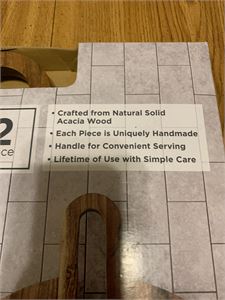 2
ce
• Crafted from Natural Solid
Acacia Wood
• Each Piece is Uniquely Handmade
• Handle for Convenient Serving
• Lifetime of Use with Simple Care